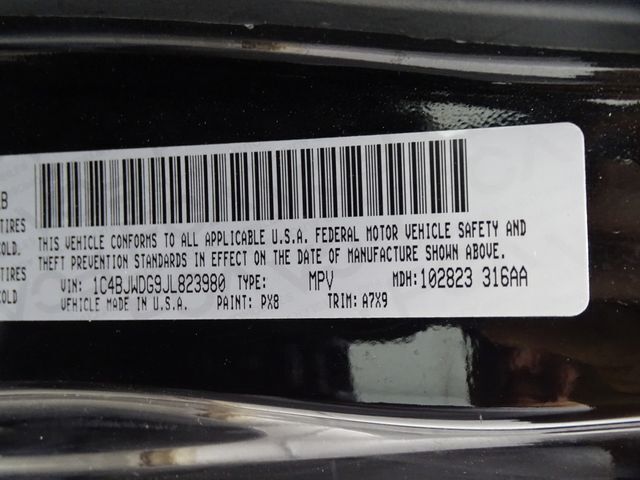 B
TIRES
COLD.
TIRES
COLD
THIS VEHICLE CONFORMS TO ALL APPLICABLE U.S.A. FEDERAL MOTOR VEHICLE SAFETY AND
THEFT PREVENTION STANDARDS IN EFFECT ON THE DATE OF MANUFACTURE SHOWN ABOVE.
VIN: 1C4BJWDG9JL823980 TYPE: MPV MDH: 102823 316AA
VEHICLE MADE IN U.S.A. PAINT: PX8 TRIM: A7X9